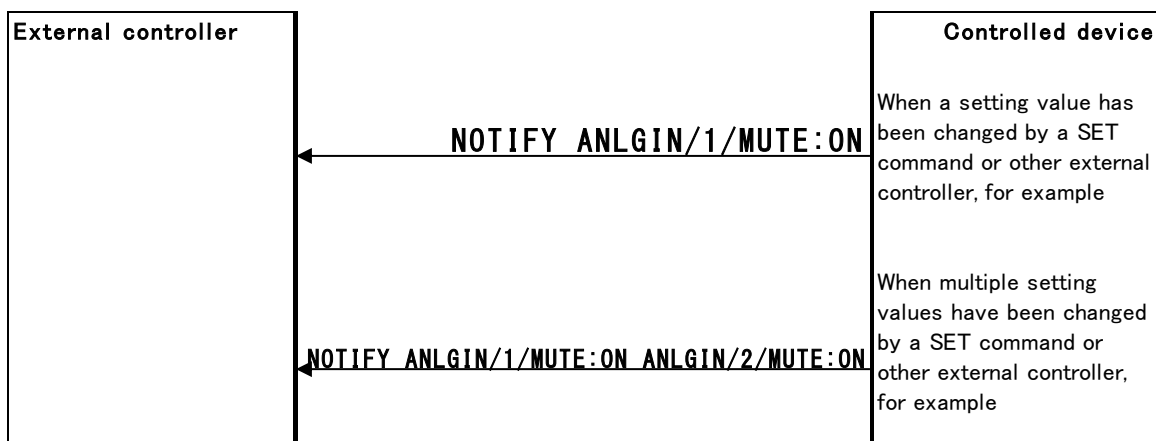 External controller
Controlled device
When a setting value has
been changed by a SET
command or other external
controller, for example
NOTIFY ANLGIN/1/MUTE:ON
When multiple setting
values have been changed
by a SET command or
other external controller,
for example
NOTIFY ANLGIN/1/MUTE:ON ANLGIN/2/MUTE:ON